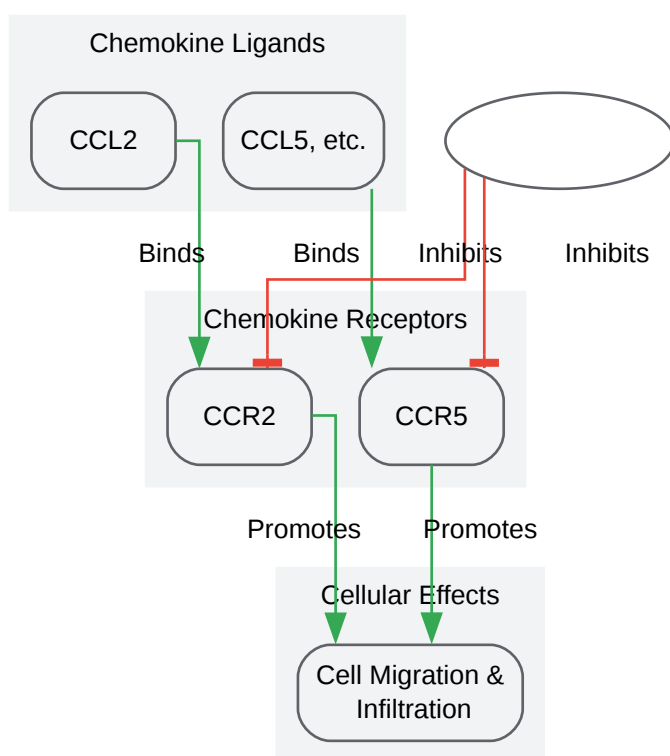 Chemokine Ligands
CCL2
CCL5, etc.
Binds
Binds
Inhibits
Inhibits
Chemokine Receptors
CCR2
CCR5
Promotes
Promotes
Cellular Effects
Cell Migration &
Infiltration